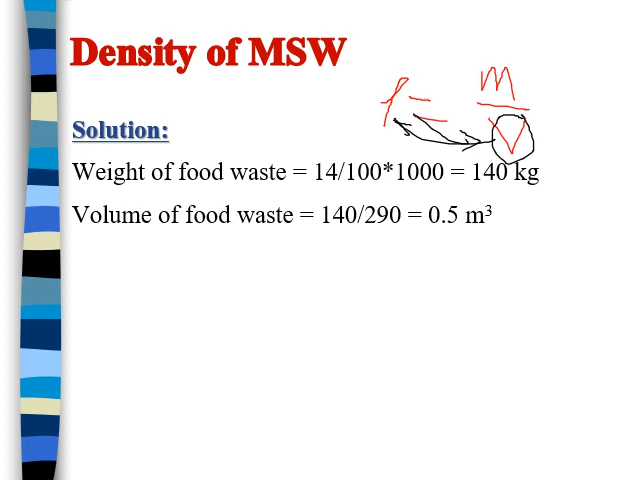 Density of MSW
ρ = m
V
Solution:
Weight of food waste = 14/100*1000 = 140 kg
Volume of food waste = 140/290 = 0.5 m³